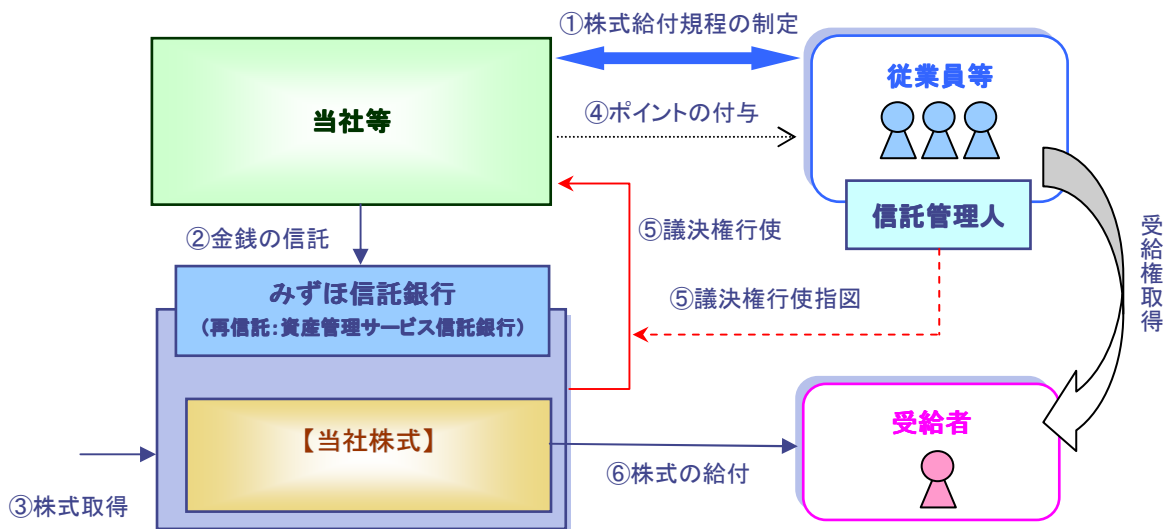 ①株式給付規程の制定
従業員等
当社等
④ポイントの付与
信託管理人
②金銭の信託
⑤議決権行使
受給権取得
みずほ信託銀行
（再信託：資産管理サービス信託銀行）
⑤議決権行使指図
【当社株式】
受給者
⑥株式の給付
③株式取得